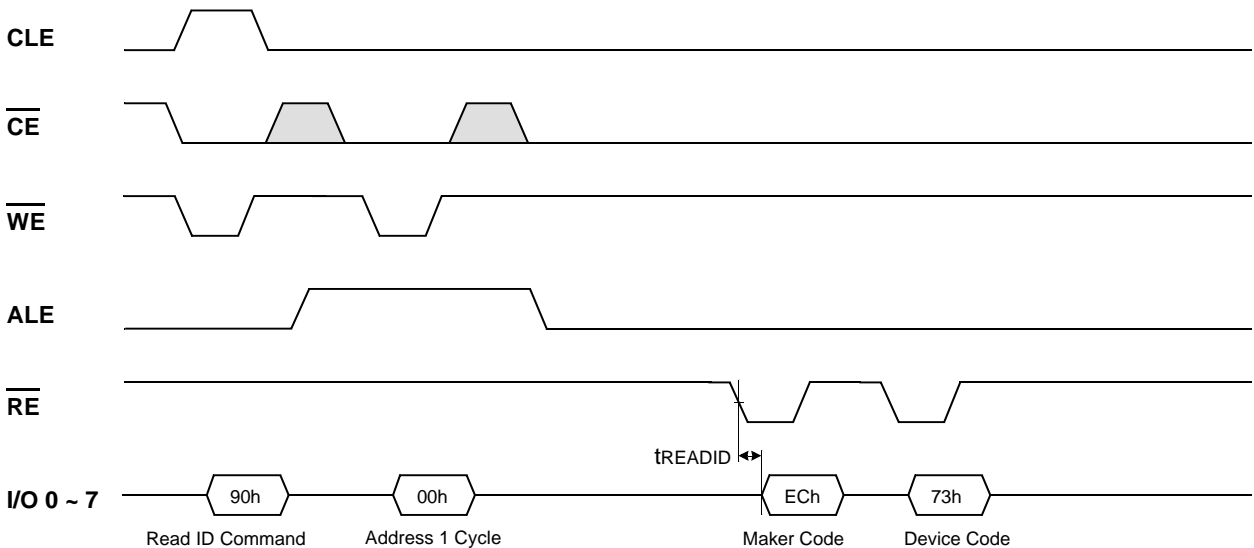 CLE
CE
WE
ALE
RE
tREADID
I/O 0 ~ 7
90h
00h
ECh
73h
Read ID Command
Address 1 Cycle
Maker Code
Device Code